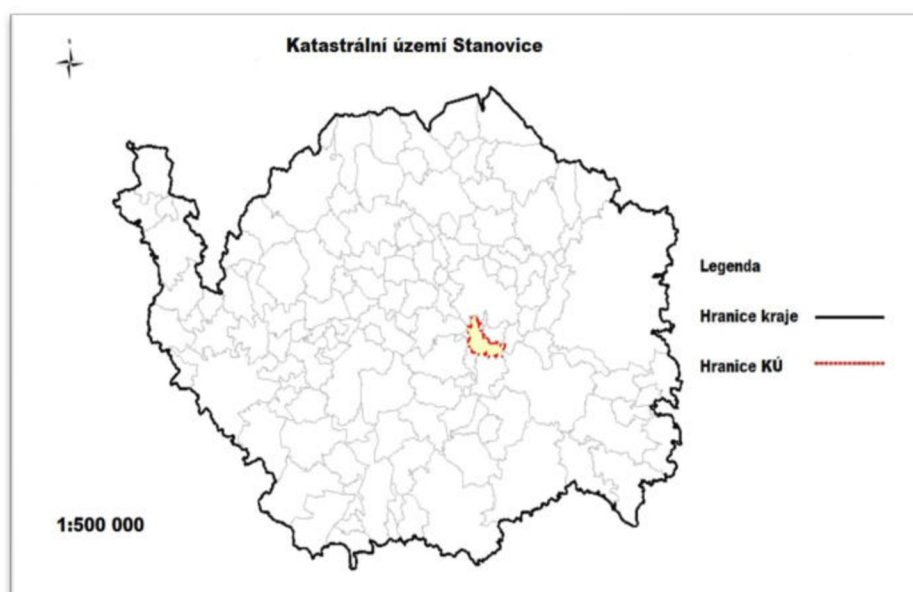 Katastrální území Stanovice
Legenda
Hranice kraje
Hranice KÚ
1:500 000